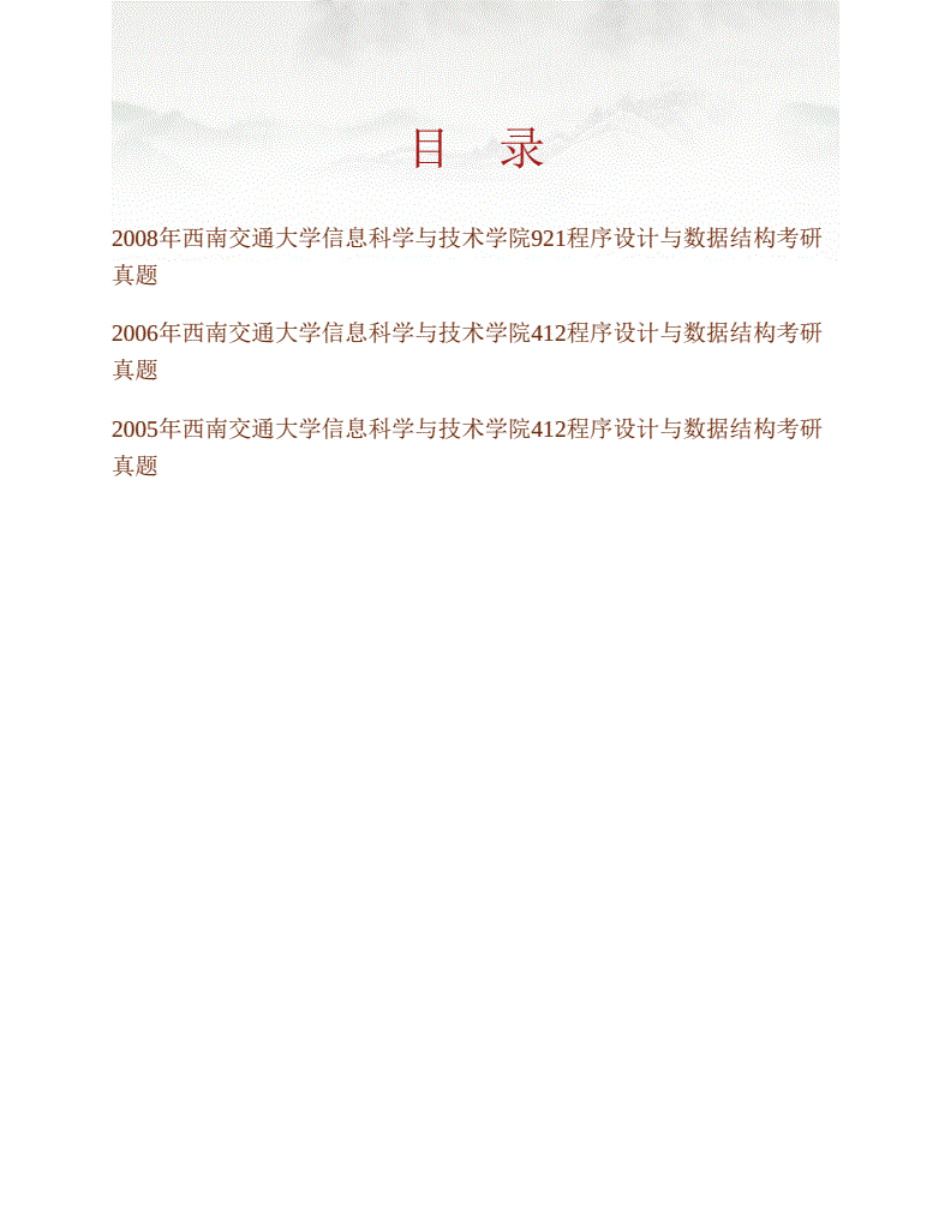 目 录
2008年西南交通大学信息科学与技术学院921程序设计与数据结构考研
真题
2006年西南交通大学信息科学与技术学院412程序设计与数据结构考研
真题
2005年西南交通大学信息科学与技术学院412程序设计与数据结构考研
真题